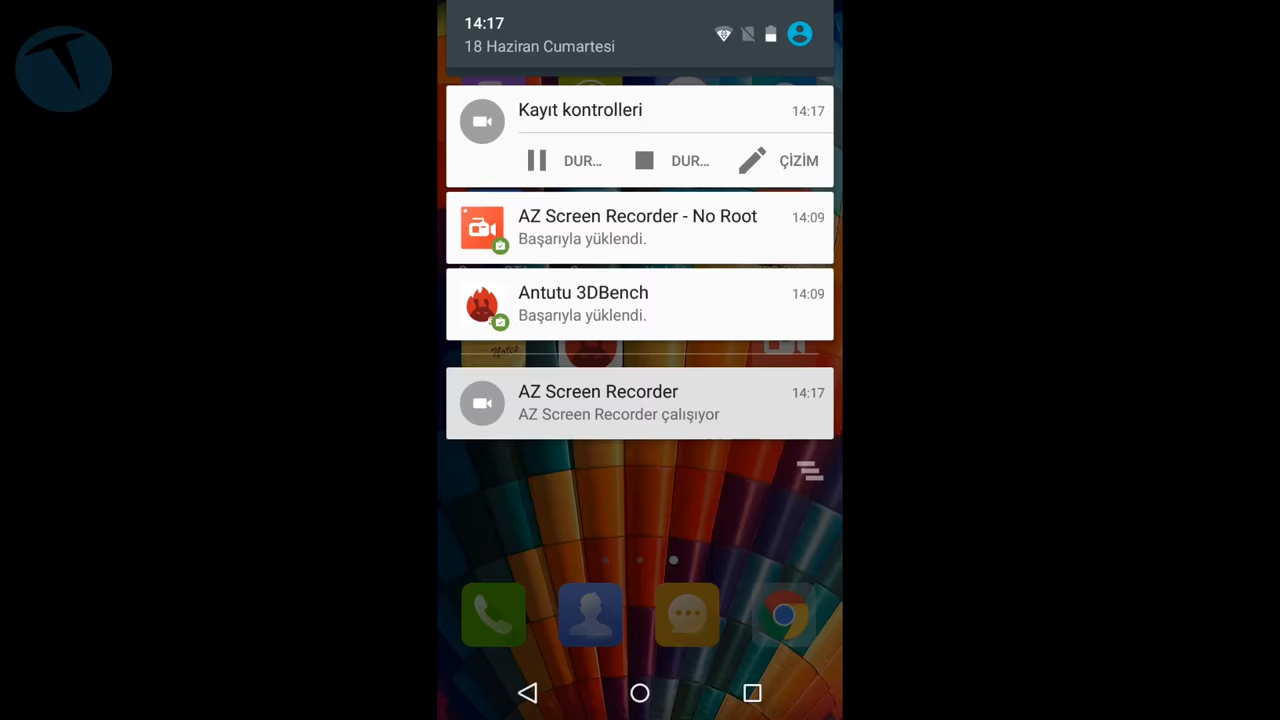 14:17
18 Haziran Cumartesi
Kayıt kontrolleri 14:17
DUR... DUR... ÇİZİM
AZ Screen Recorder - No Root 14:09
Başarıyla yüklendi.
Antutu 3DBench 14:09
Başarıyla yüklendi.
Notes
AZ Screen Recorder 14:17
AZ Screen Recorder çalışıyor